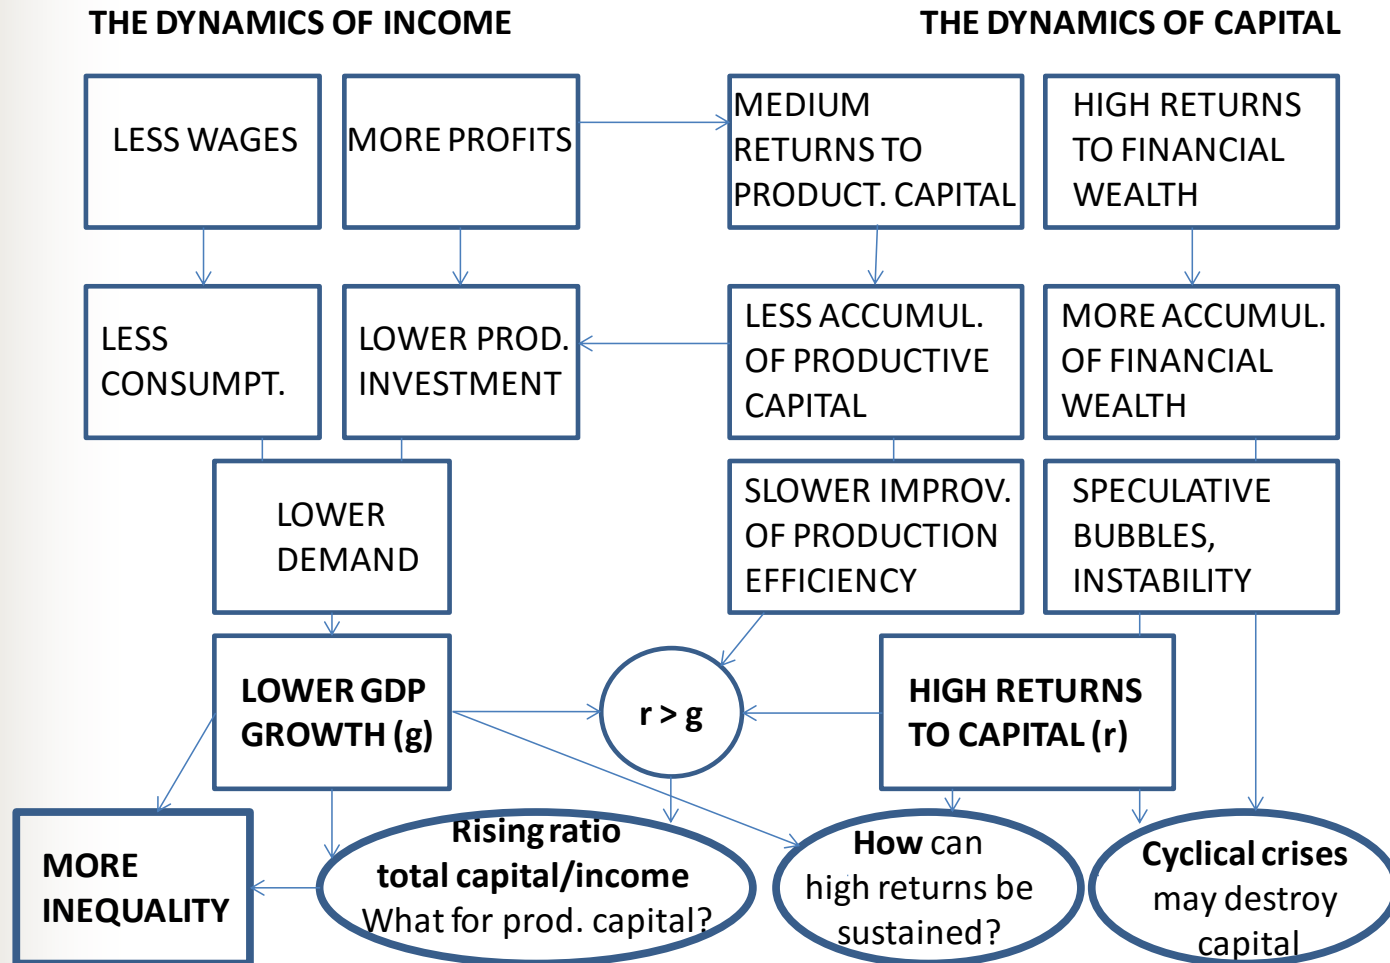 THE DYNAMICS OF INCOME
THE DYNAMICS OF CAPITAL
LESS WAGES
MORE PROFITS
MEDIUM
RETURNS TO
PRODUCT. CAPITAL
HIGH RETURNS
TO FINANCIAL
WEALTH
LESS
CONSUMPT.
LOWER PROD.
INVESTMENT
LESS ACCUMUL.
OF PRODUCTIVE
CAPITAL
MORE ACCUMUL.
OF FINANCIAL
WEALTH
LOWER
DEMAND
SLOWER IMPROV.
OF PRODUCTION
EFFICIENCY
SPECULATIVE
BUBBLES,
INSTABILITY
LOWER GDP
GROWTH (g)
r > g
HIGH RETURNS
TO CAPITAL (r)
MORE
INEQUALITY
Rising ratio
total capital/income
What for prod. capital?
How can
high returns be
sustained?
Cyclical crises
may destroy
capital